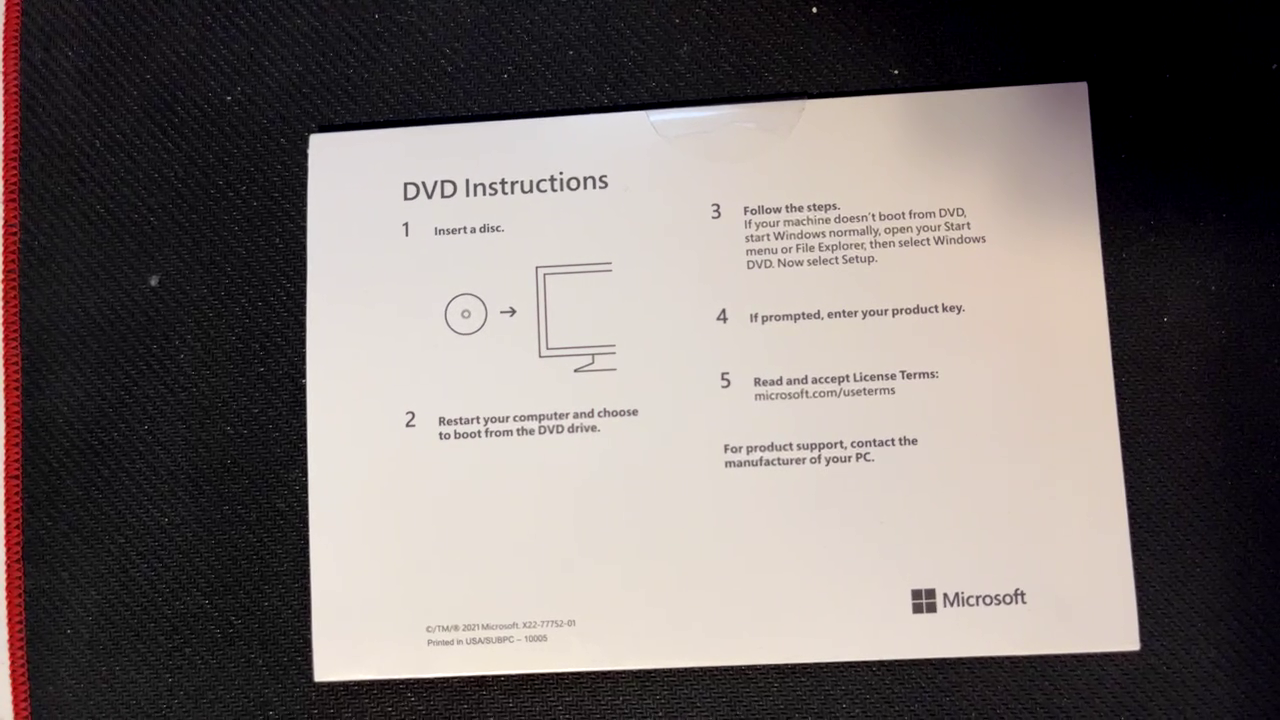 DVD Instructions
1 Insert a disc.
2 Restart your computer and choose
to boot from the DVD drive.
3 Follow the steps.
If your machine doesn't boot from DVD,
start Windows normally, open your Start
menu or File Explorer, then select Windows
DVD. Now select Setup.
4 If prompted, enter your product key.
5 Read and accept License Terms:
microsoft.com/useterms
For product support, contact the
manufacturer of your PC.
©/TM/® 2021 Microsoft. X22-77752-01
Printed in USA/SUBPC – 10005
Microsoft